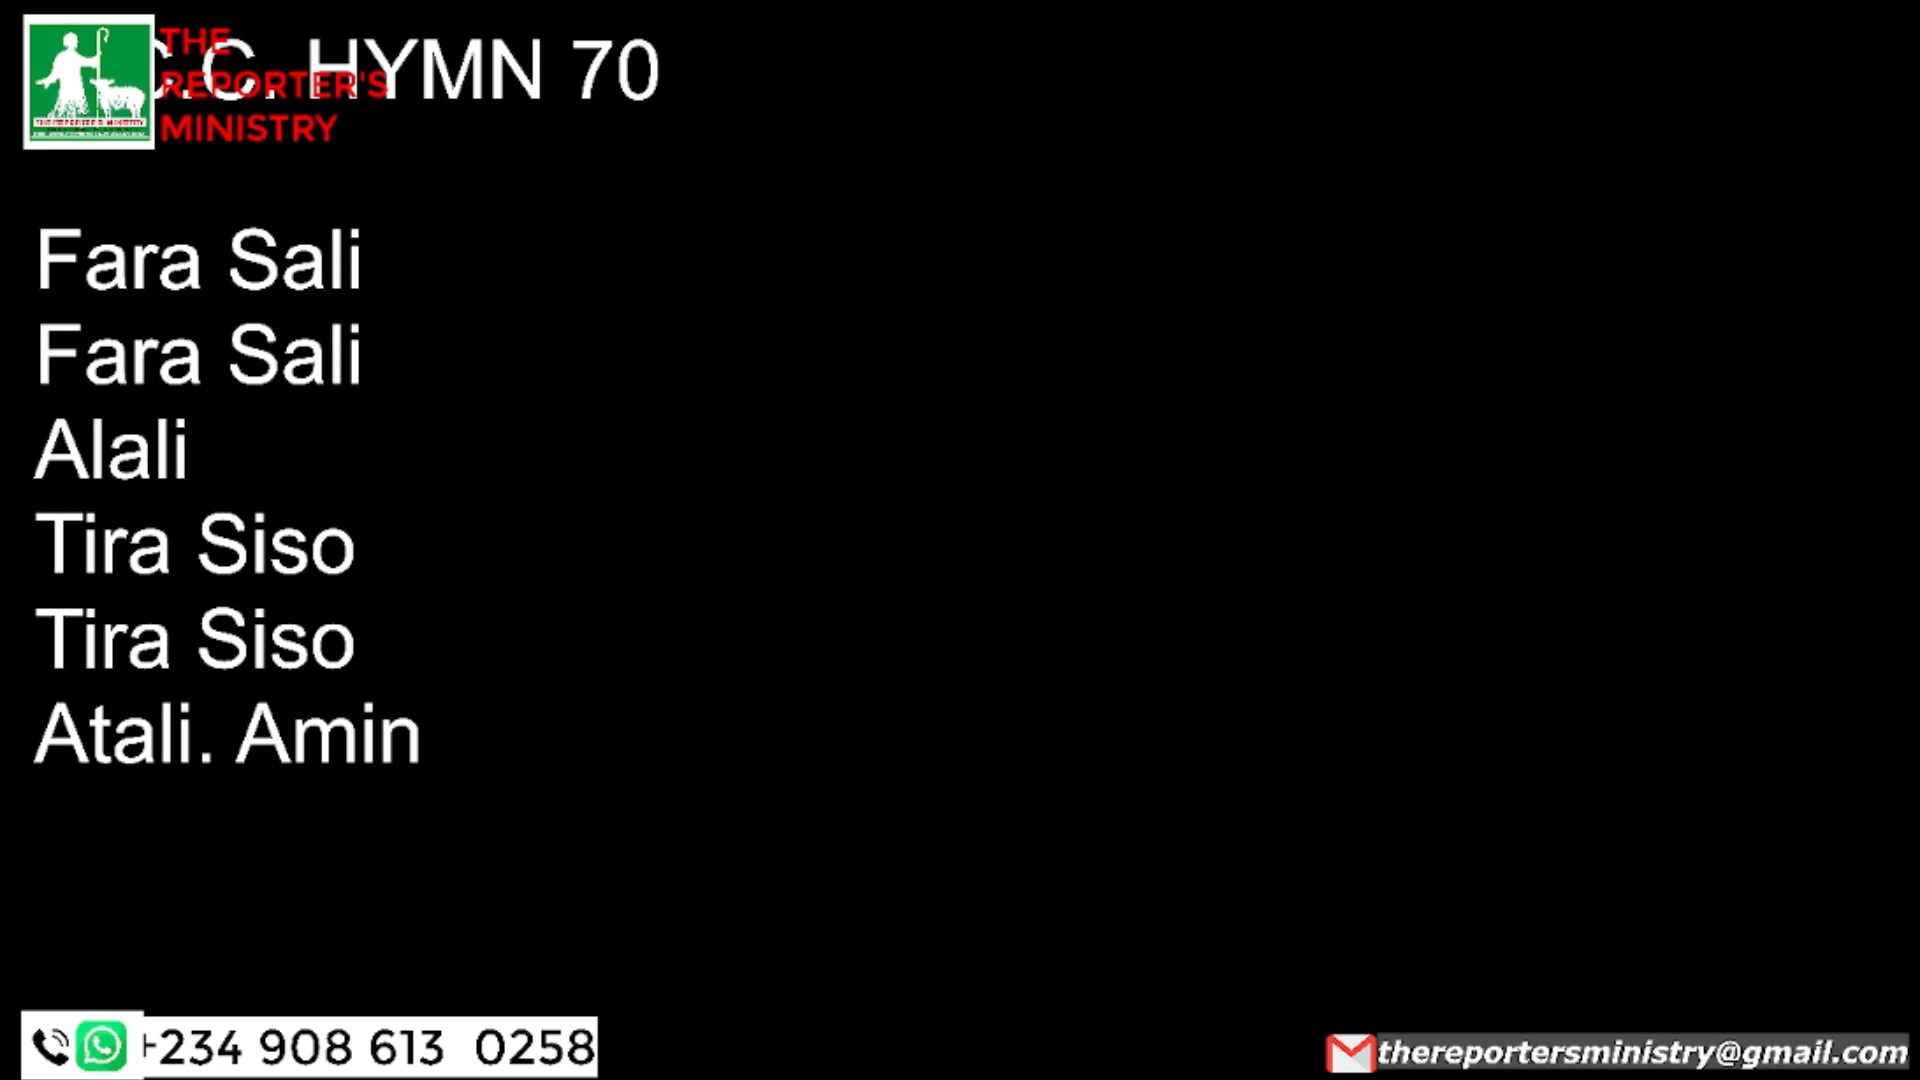 THE
REPORTER'S
MINISTRY
C.C. HYMN 70
Fara Sali
Fara Sali
Alali
Tira Siso
Tira Siso
Atali. Amin
+234 908 613 0258
thereportersministry@gmail.com